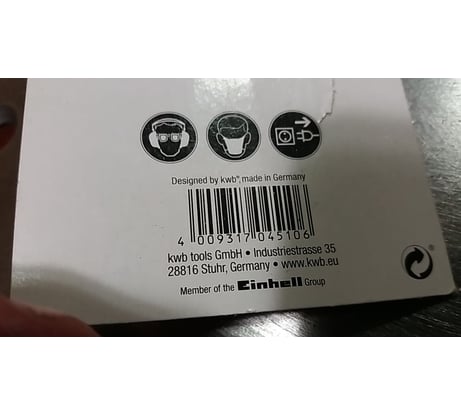 Designed by kwb®, made in Germany
4 009317 045106
kwb tools GmbH • Industriestrasse 35
28816 Stuhr, Germany • www.kwb.eu
Member of the Einhell Group